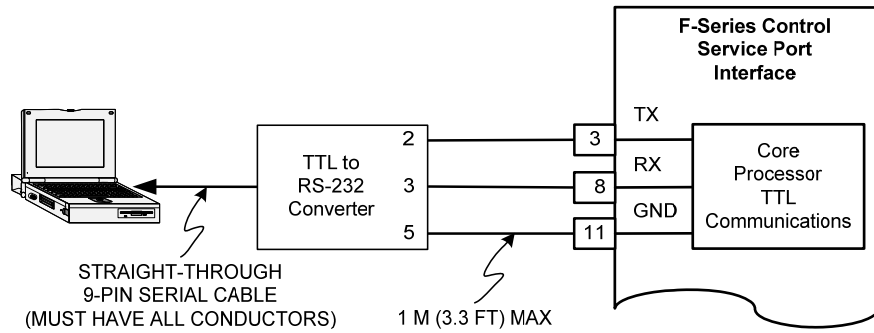 F-Series Control
Service Port
Interface
TX
2
3
TTL to
RS-232
Converter
RX
3
8
Core
Processor
TTL
Communications
GND
5
11
STRAIGHT-THROUGH
9-PIN SERIAL CABLE
(MUST HAVE ALL CONDUCTORS)
1 M (3.3 FT) MAX